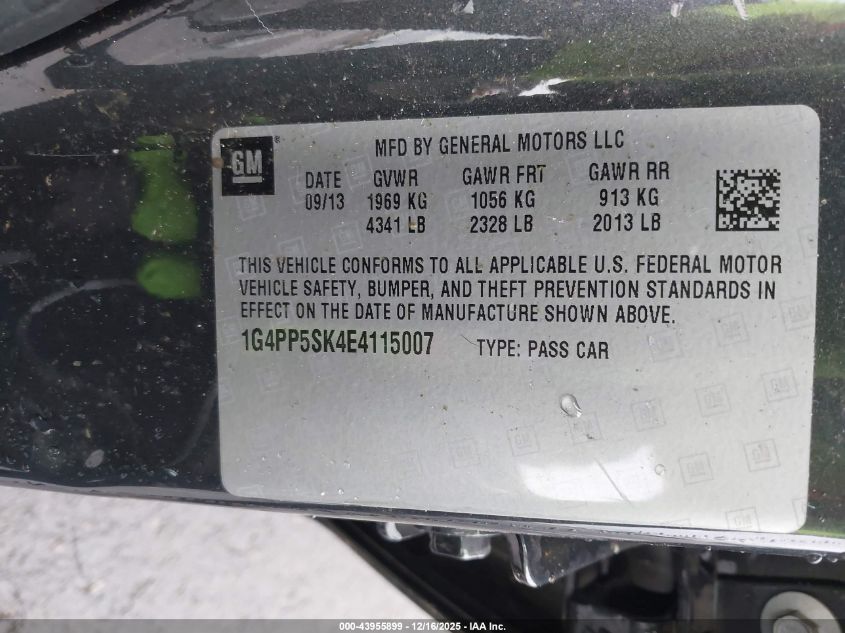 GM ®
MFD BY GENERAL MOTORS LLC
DATE GVWR GAWR FRT GAWR RR
09/13 1969 KG 1056 KG 913 KG
4341 LB 2328 LB 2013 LB
THIS VEHICLE CONFORMS TO ALL APPLICABLE U.S. FEDERAL MOTOR
VEHICLE SAFETY, BUMPER, AND THEFT PREVENTION STANDARDS IN
EFFECT ON THE DATE OF MANUFACTURE SHOWN ABOVE.
1G4PP5SK4E4115007 TYPE: PASS CAR
000-43955899 - 12/16/2025 - IAA Inc.